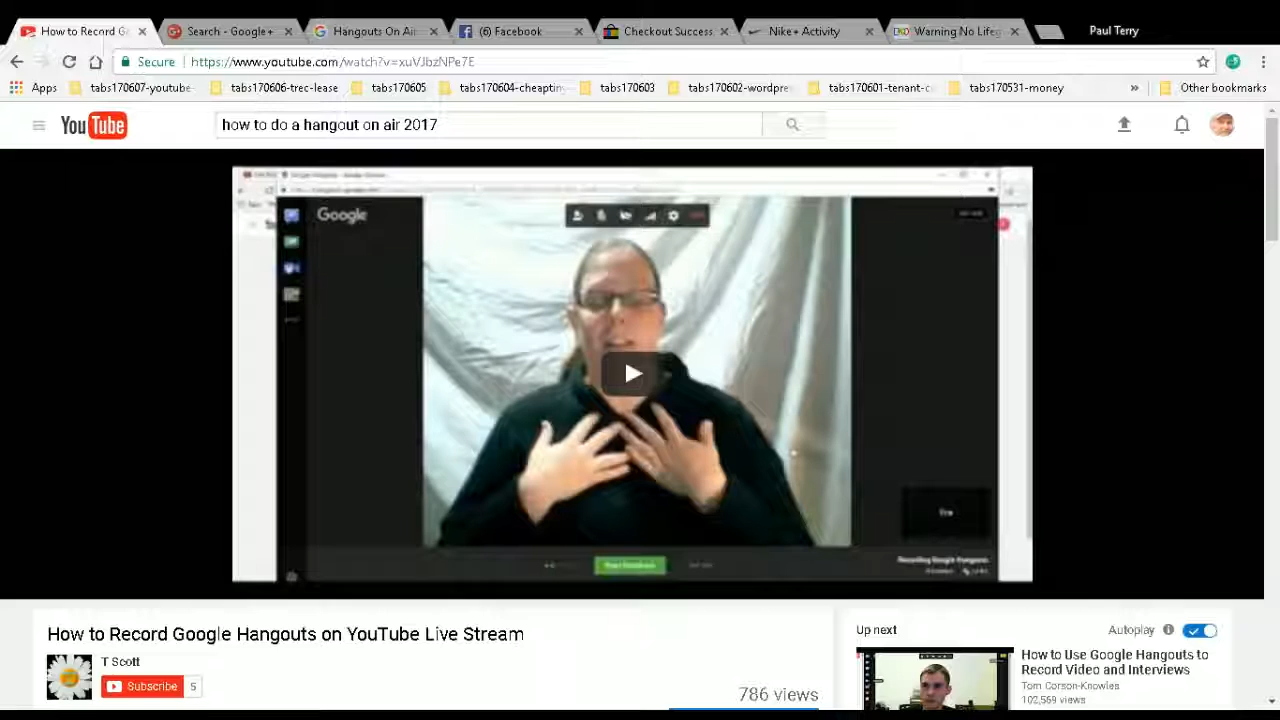 How to Record G
Search - Google+
Hangouts On Air
(6) Facebook
Checkout Success
Nike+ Activity
Warning No Lifeg
Paul Terry
Secure
https://www.youtube.com/watch?v=xuVJbzNPe7E
Apps
tabs170607-youtube
tabs170606-trec-lease
tabs170605
tabs170604-cheaptin
tabs170603
tabs170602-wordpre
tabs170601-tenant-c
tabs170531-money
»
Other bookmarks
YouTube
how to do a hangout on air 2017
Google
How to Record Google Hangouts on YouTube Live Stream
T Scott
Subscribe 5
786 views
Up next
Autoplay
How to Use Google Hangouts to
Record Video and Interviews
Tom Corson-Knowles
102,569 views